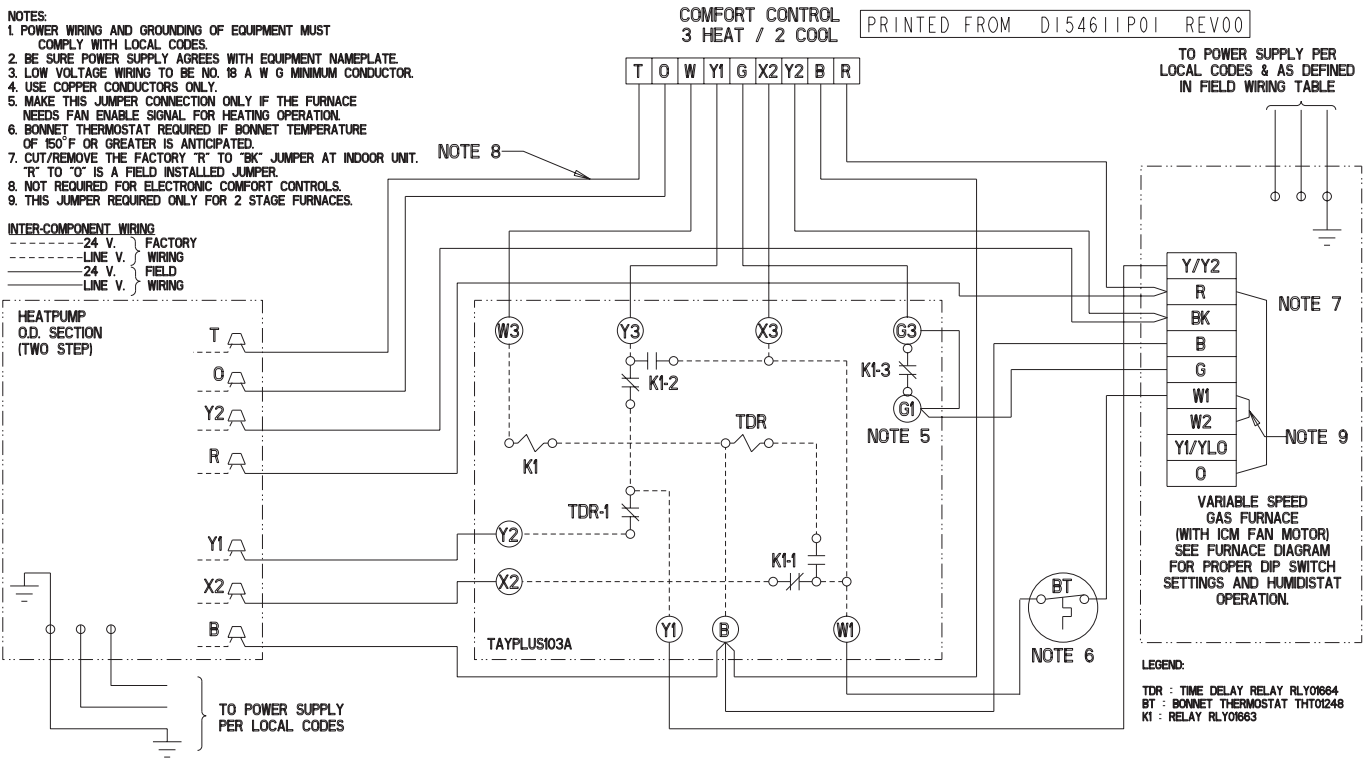 NOTES:
1. POWER WIRING AND GROUNDING OF EQUIPMENT MUST
COMPLY WITH LOCAL CODES.
2. BE SURE POWER SUPPLY AGREES WITH EQUIPMENT NAMEPLATE.
3. LOW VOLTAGE WIRING TO BE NO. 18 A W G MINIMUM CONDUCTOR.
4. USE COPPER CONDUCTORS ONLY.
5. MAKE THIS JUMPER CONNECTION ONLY IF THE FURNACE
NEEDS FAN ENABLE SIGNAL FOR HEATING OPERATION.
6. BONNET THERMOSTAT REQUIRED IF BONNET TEMPERATURE
OF 150°F OR GREATER IS ANTICIPATED.
7. CUT/REMOVE THE FACTORY "R" TO "BK" JUMPER AT INDOOR UNIT.
"R" TO "O" IS A FIELD INSTALLED JUMPER.
8. NOT REQUIRED FOR ELECTRONIC COMFORT CONTROLS.
9. THIS JUMPER REQUIRED ONLY FOR 2 STAGE FURNACES.
INTER-COMPONENT WIRING
24 V. FACTORY
LINE V. WIRING
24 V. FIELD
LINE V. WIRING
COMFORT CONTROL
3 HEAT / 2 COOL
PRINTED FROM D154611P01 REV00
T O W Y1 G X2 Y2 B R
NOTE 8
TO POWER SUPPLY PER
LOCAL CODES & AS DEFINED
IN FIELD WIRING TABLE
HEATPUMP
O.D. SECTION
(TWO STEP)
T
O
Y2
R
Y1
X2
B
TO POWER SUPPLY
PER LOCAL CODES
W3
Y3
X3
G3
K1-2
K1-3
G1
NOTE 5
TDR
K1
TDR-1
Y2
K1-1
X2
Y1
B
W1
TAYPLUS103A
BT
NOTE 6
Y/Y2
R
BK
B
G
W1
W2
Y1/YLO
O
NOTE 7
NOTE 9
VARIABLE SPEED
GAS FURNACE
(WITH ICM FAN MOTOR)
SEE FURNACE DIAGRAM
FOR PROPER DIP SWITCH
SETTINGS AND HUMIDISTAT
OPERATION.
LEGEND:
TDR : TIME DELAY RELAY RLY01664
BT : BONNET THERMOSTAT THT01248
K1 : RELAY RLY01663